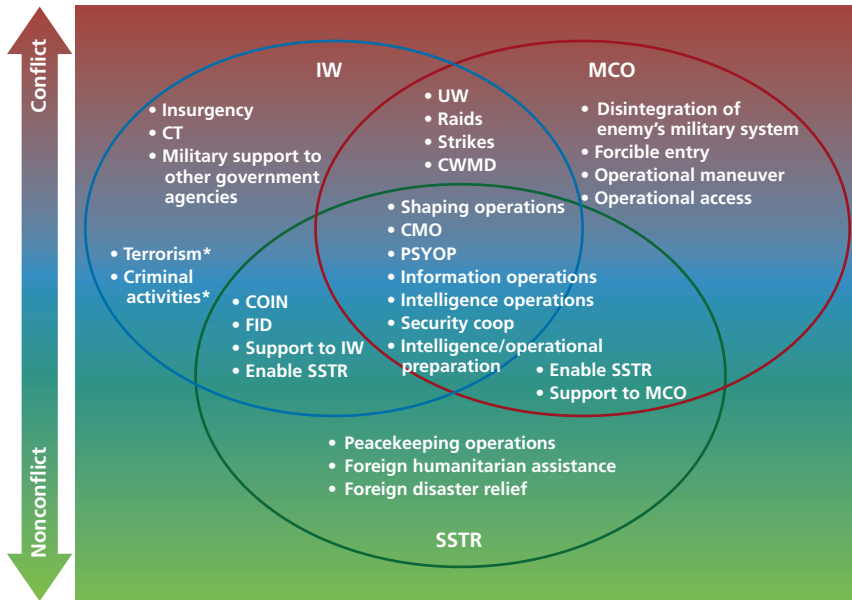 Conflict
Nonconflict
IW
• Insurgency
• CT
• Military support to
other government
agencies
• Terrorism*
• Criminal
activities*
• UW
• Raids
• Strikes
• CWMD
MCO
• Disintegration of
enemy's military system
• Forcible entry
• Operational maneuver
• Operational access
• Shaping operations
• CMO
• PSYOP
• Information operations
• Intelligence operations
• Security coop
• Intelligence/operational
preparation
• COIN
• FID
• Support to IW
• Enable SSTR
• Enable SSTR
• Support to MCO
• Peacekeeping operations
• Foreign humanitarian assistance
• Foreign disaster relief
SSTR